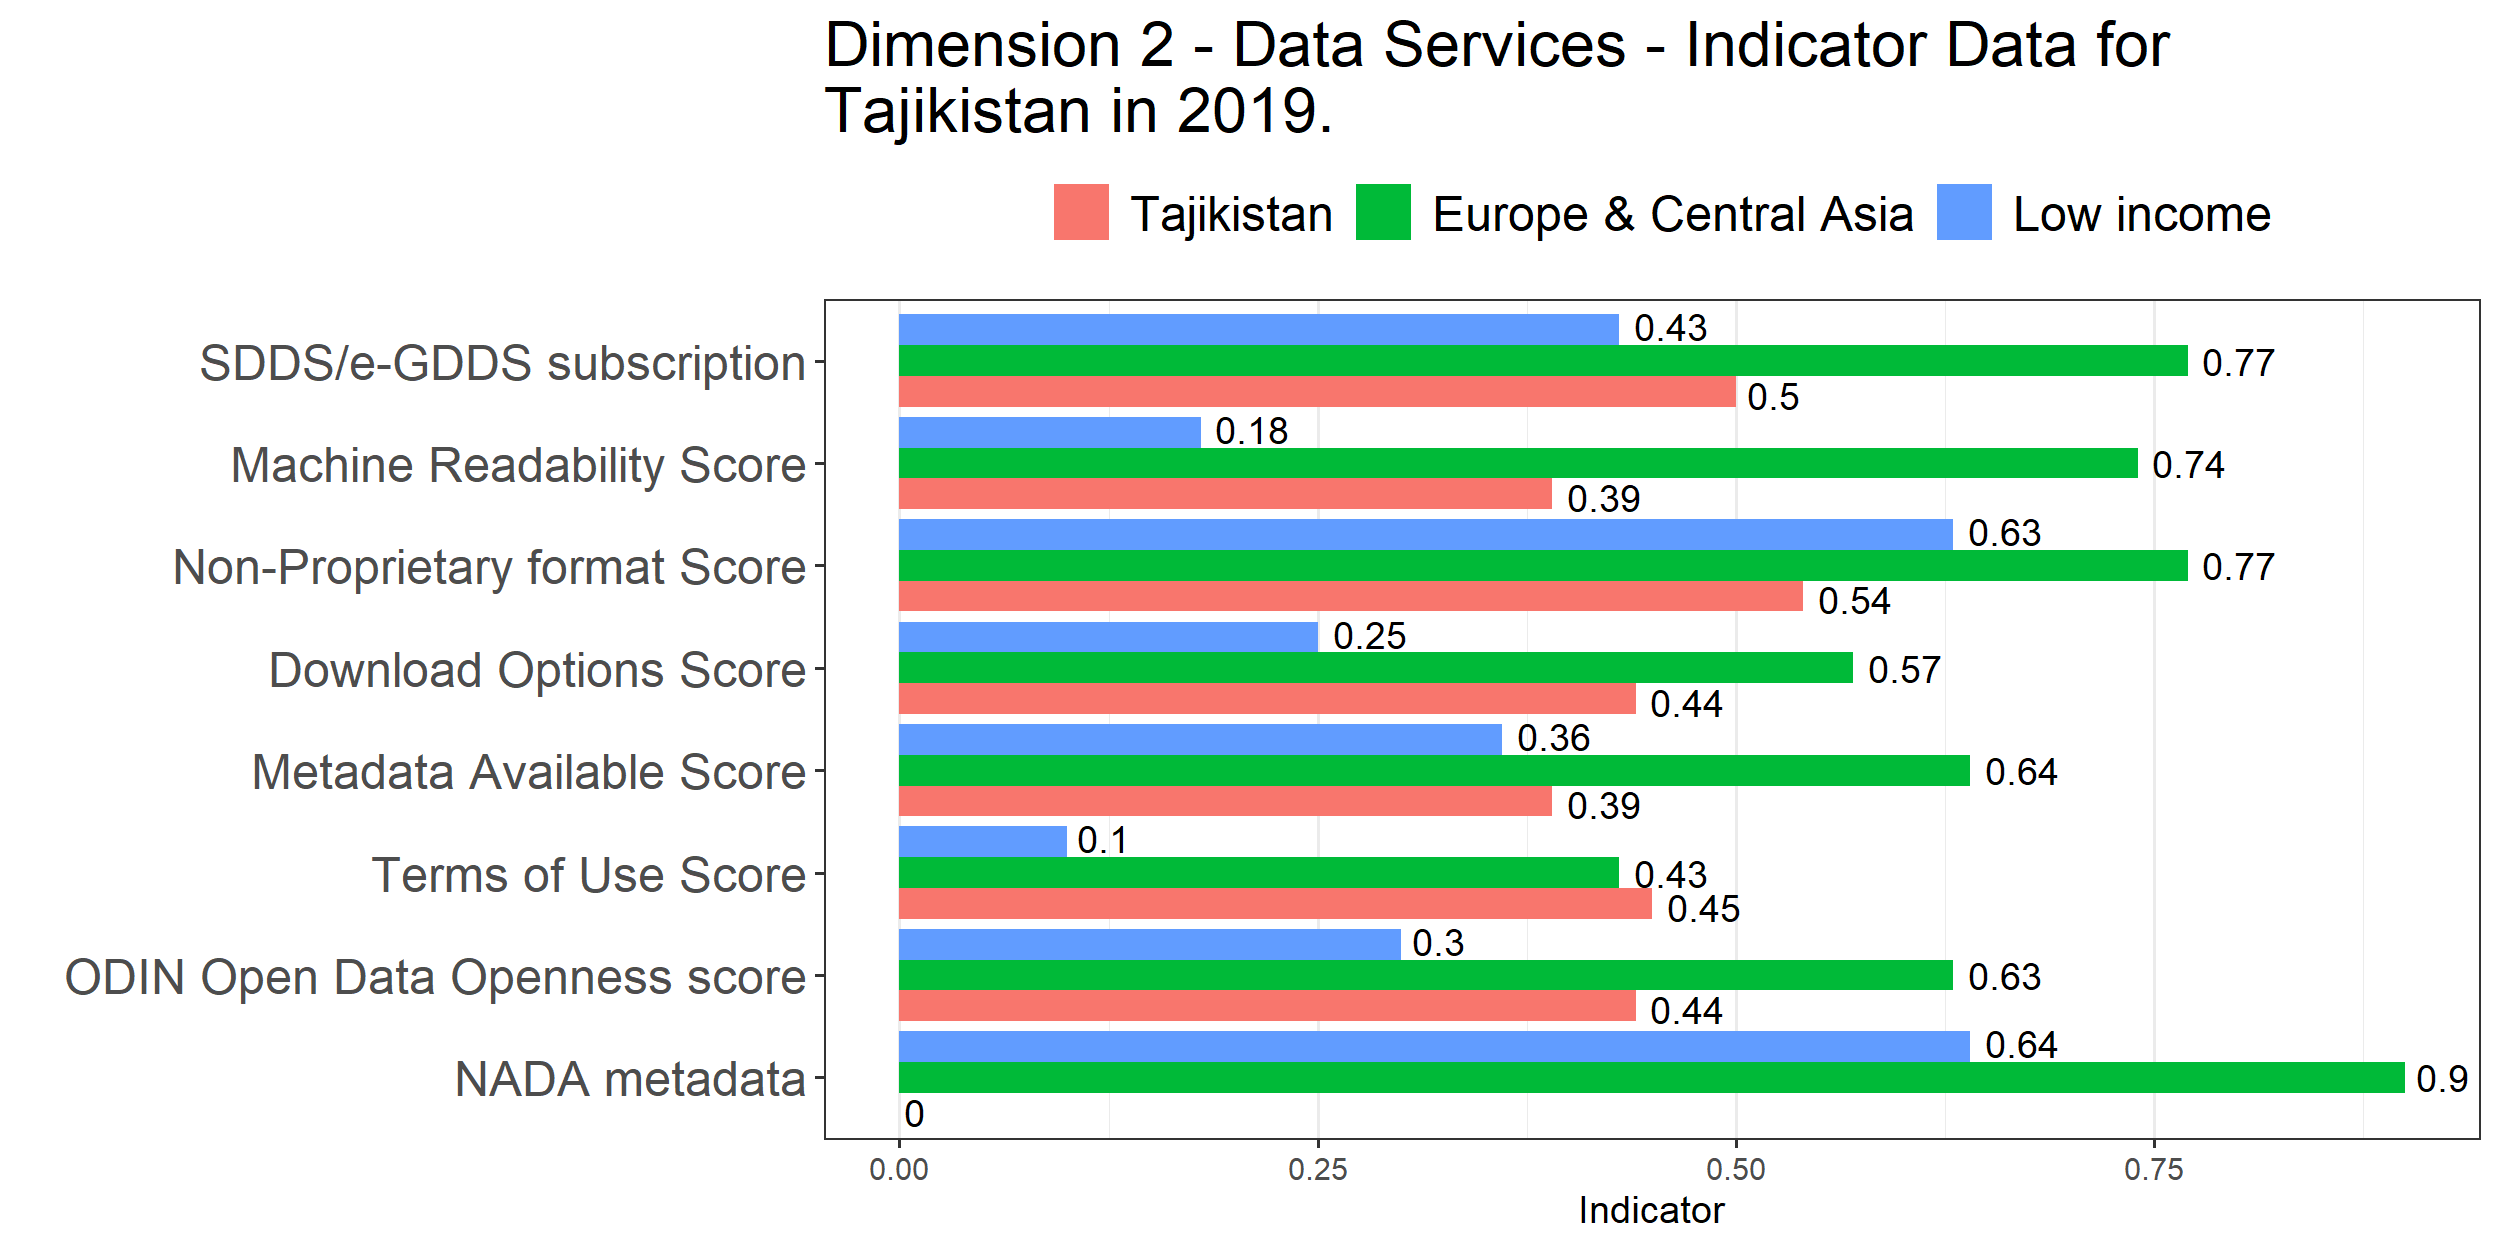 Dimension 2 - Data Services - Indicator Data for
Tajikistan in 2019.
Tajikistan Europe & Central Asia Low income
0.43
SDDS/e-GDDS subscription 0.77
0.5
0.18
Machine Readability Score 0.74
0.39
0.63
Non-Proprietary format Score 0.77
0.54
0.25
Download Options Score 0.57
0.44
0.36
Metadata Available Score 0.64
0.39
0.1
Terms of Use Score 0.43
0.45
0.3
ODIN Open Data Openness score 0.63
0.44
0.64
NADA metadata 0.9
0
0.00 0.25 0.50 0.75
Indicator